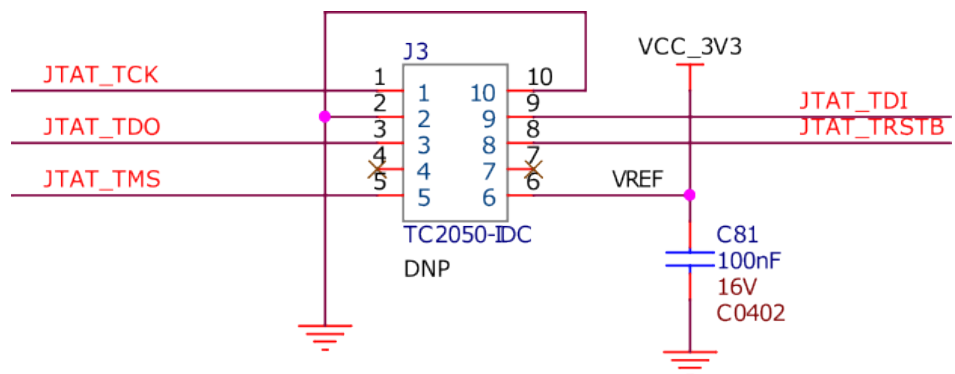 J3
VCC_3V3
JTAT_TCK
1
1
10
10
2
2
9
9
JTAT_TDI
JTAT_TDO
3
3
8
8
JTAT_TRSTB
4
4
7
7
JTAT_TMS
5
5
6
6
VREF
TC2050-IDC
DNP
C81
100nF
16V
C0402